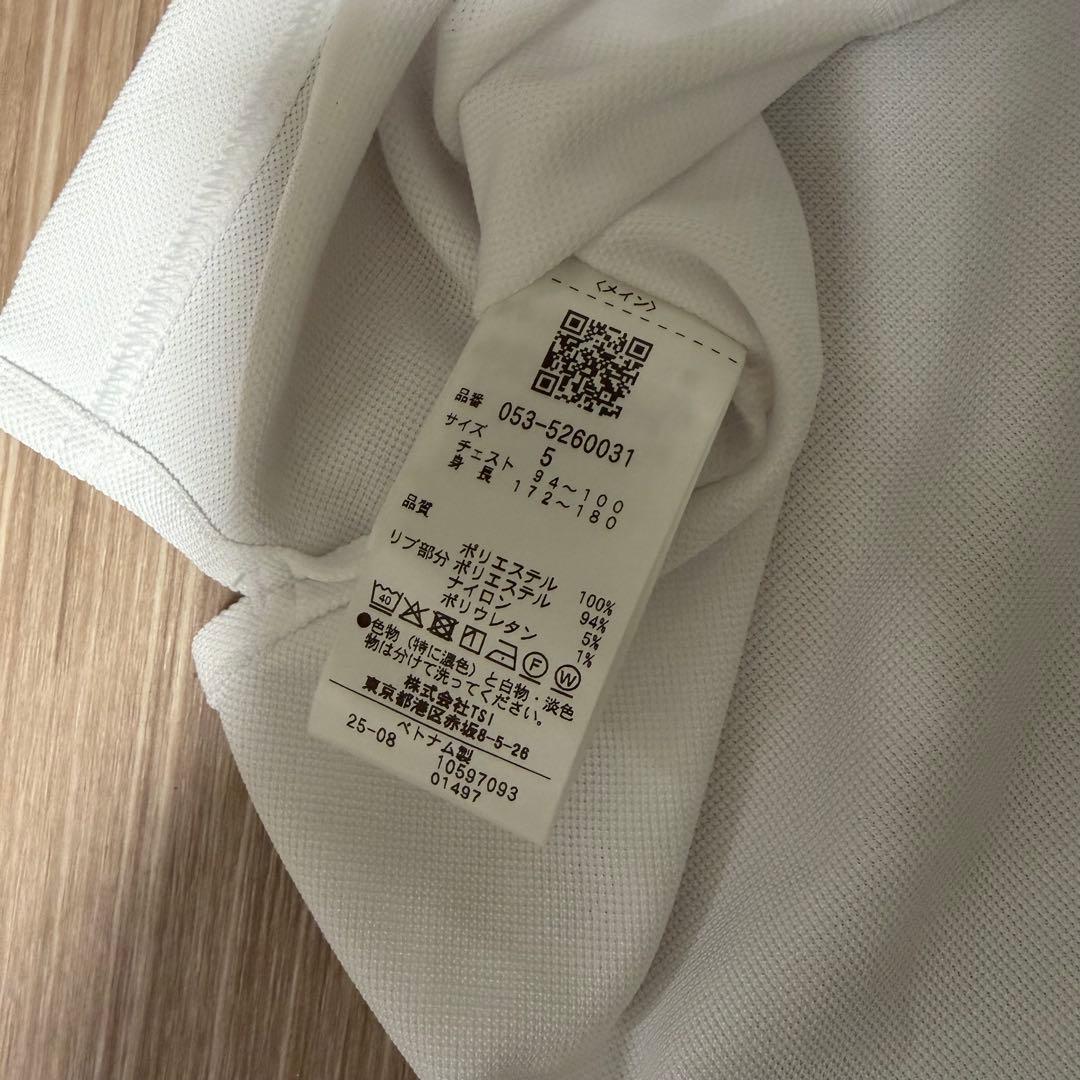 〈メイン〉
品番 053-5260031
サイズ 5
チェスト 94～100
身長 172～180
品質
ポリエステル 100%
リブ部分 ポリエステル 94%
ナイロン 5%
ポリウレタン 1%
40 F W
●色物（特に濃色）と白物・淡色
物は分けて洗ってください。
株式会社TSI
東京都港区赤坂8-5-26
ベトナム製
25-08 10597093
01497